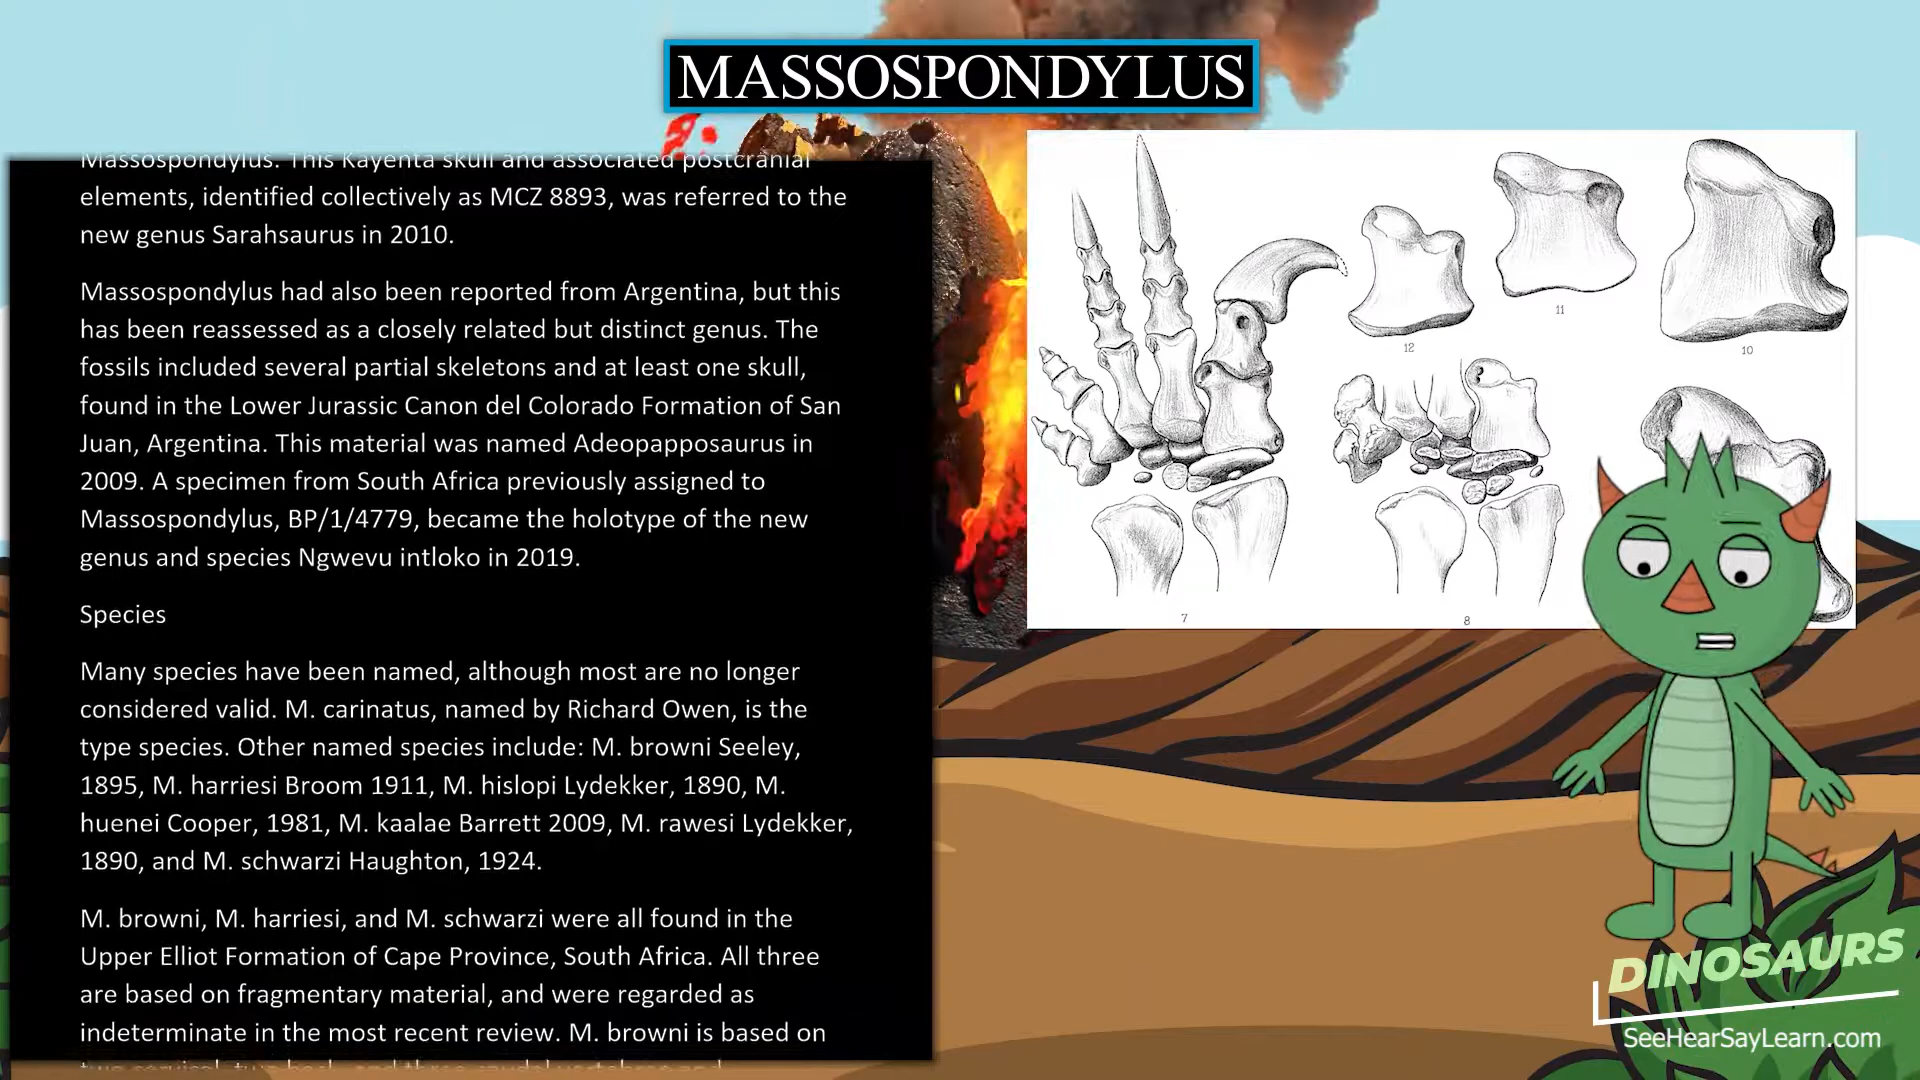 MASSOSPONDYLUS
Massospondylus. This Kayenta skull and associated postcranial
elements, identified collectively as MCZ 8893, was referred to the
new genus Sarahsaurus in 2010.
Massospondylus had also been reported from Argentina, but this
has been reassessed as a closely related but distinct genus. The
fossils included several partial skeletons and at least one skull,
found in the Lower Jurassic Canon del Colorado Formation of San
Juan, Argentina. This material was named Adeopapposaurus in
2009. A specimen from South Africa previously assigned to
Massospondylus, BP/1/4779, became the holotype of the new
genus and species Ngwevu intloko in 2019.
Species
Many species have been named, although most are no longer
considered valid. M. carinatus, named by Richard Owen, is the
type species. Other named species include: M. browni Seeley,
1895, M. harriesi Broom 1911, M. hislopi Lydekker, 1890, M.
huenei Cooper, 1981, M. kaalae Barrett 2009, M. rawesi Lydekker,
1890, and M. schwarzi Haughton, 1924.
M. browni, M. harriesi, and M. schwarzi were all found in the
Upper Elliot Formation of Cape Province, South Africa. All three
are based on fragmentary material, and were regarded as
indeterminate in the most recent review. M. browni is based on
12
11
10
7
8
DINOSAURS
SeeHearSayLearn.com